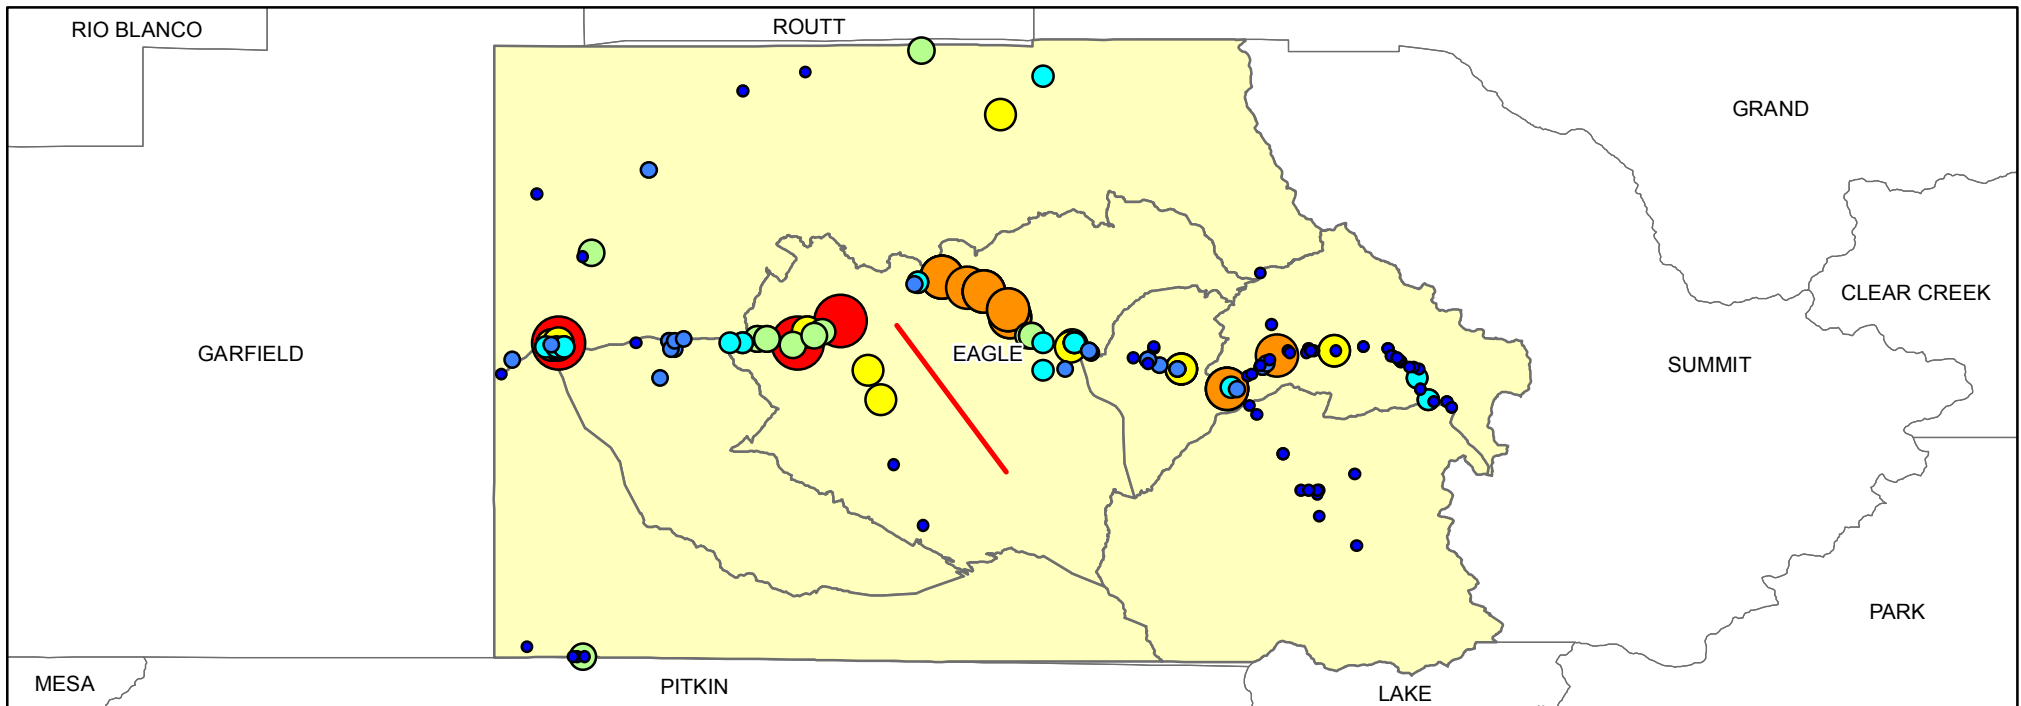 RIO BLANCO
ROUTT
GRAND
CLEAR CREEK
GARFIELD
EAGLE
SUMMIT
PARK
MESA
PITKIN
LAKE